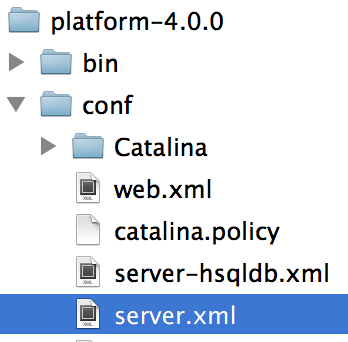 platform-4.0.0
bin
conf
Catalina
web.xml
catalina.policy
server-hsqldb.xml
server.xml